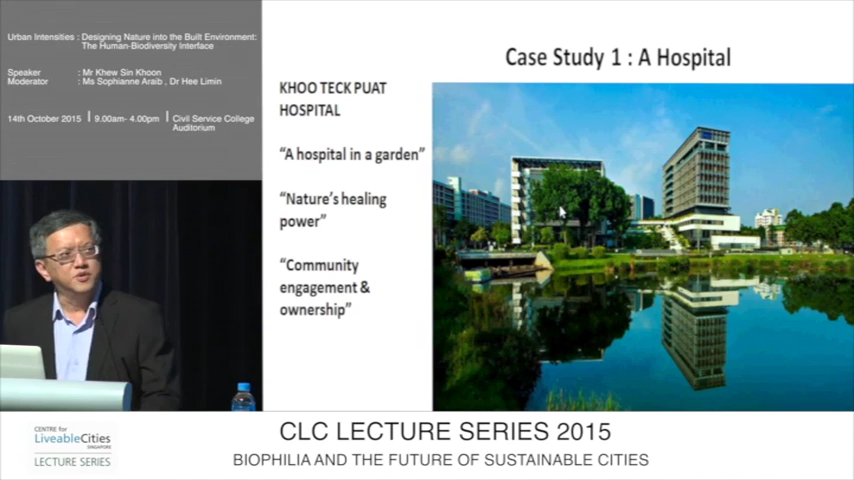 Urban Intensities : Designing Nature into the Built Environment:
The Human-Biodiversity Interface
Speaker : Mr Khew Sin Khoon
Moderator : Ms Sophianne Araib , Dr Hee Limin
14th October 2015 | 9.00am- 4.00pm | Civil Service College
Auditorium
Case Study 1 : A Hospital
KHOO TECK PUAT
HOSPITAL
“A hospital in a garden”
“Nature’s healing
power”
“Community
engagement &
ownership”
CENTRE for
LiveableCities
SINGAPORE
LECTURE SERIES
CLC LECTURE SERIES 2015
BIOPHILIA AND THE FUTURE OF SUSTAINABLE CITIES